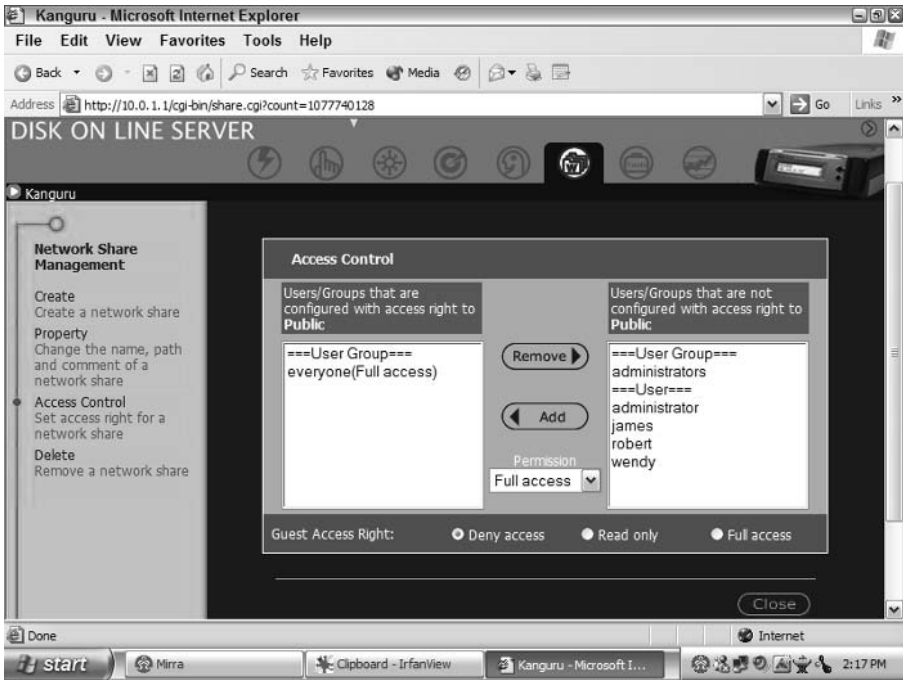 Kanguru - Microsoft Internet Explorer
File Edit View Favorites Tools Help
Back Search Favorites Media
Address http://10.0.1.1/cgi-bin/share.cgi?count=1077740128 Go Links »
DISK ON LINE SERVER
Kanguru
Network Share
Management
Create
Create a network share
Property
Change the name, path
and comment of a
network share
Access Control
Set access right for a
network share
Delete
Remove a network share
Access Control
Users/Groups that are
configured with access right to
Public
===User Group===
everyone(Full access)
Remove
Add
Permission
Full access
Users/Groups that are not
configured with access right to
Public
===User Group===
administrators
===User===
administrator
james
robert
wendy
Guest Access Right: Deny access Read only Full access
Close
Done Internet
start Mirra Clipboard - IrfanView Kanguru - Microsoft I... 2:17 PM